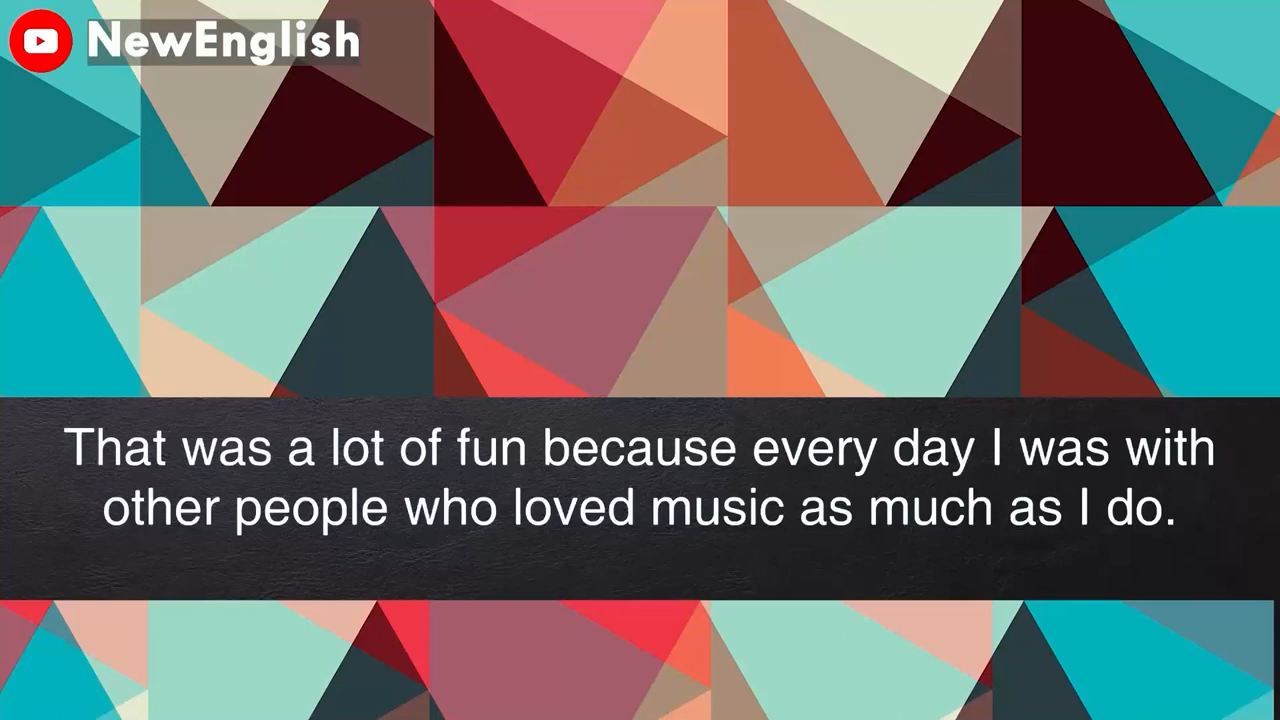 NewEnglish
That was a lot of fun because every day I was with
other people who loved music as much as I do.